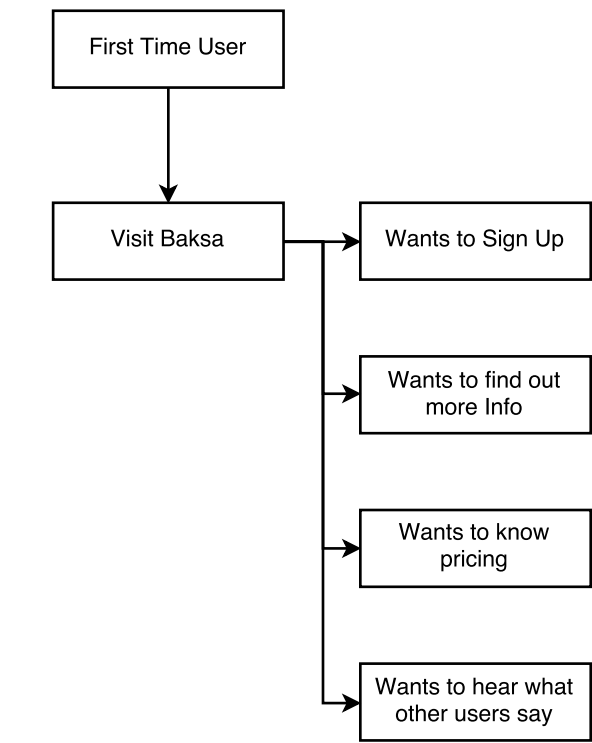 First Time User
Visit Baksa
Wants to Sign Up
Wants to find out
more Info
Wants to know
pricing
Wants to hear what
other users say